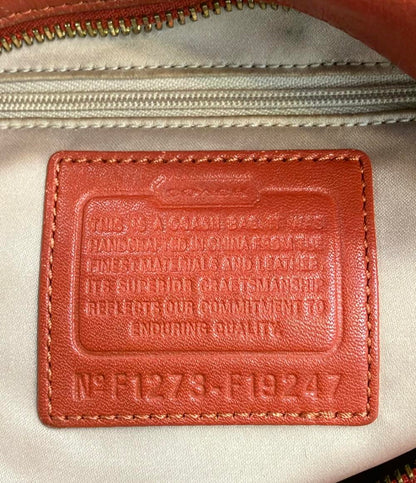 COACH
THIS IS A COACH BAG. IT WAS
HANDCRAFTED IN CHINA FROM THE
FINEST MATERIALS AND LEATHER.
ITS SUPERIOR CRAFTSMANSHIP
REFLECTS OUR COMMITMENT TO
ENDURING QUALITY.
Nº F1273-F19247